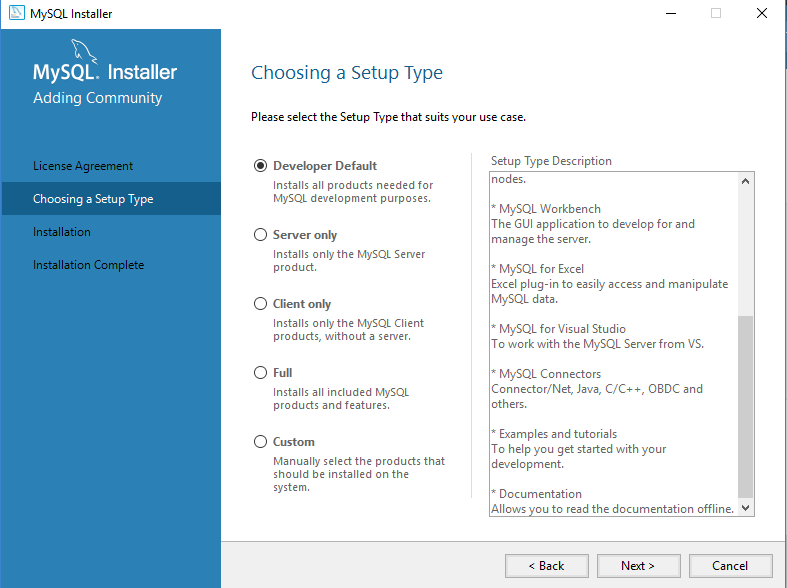 MySQL Installer
MySQL. Installer
Adding Community
License Agreement
Choosing a Setup Type
Installation
Installation Complete
Choosing a Setup Type
Please select the Setup Type that suits your use case.
Developer Default
Installs all products needed for
MySQL development purposes.
Server only
Installs only the MySQL Server
product.
Client only
Installs only the MySQL Client
products, without a server.
Full
Installs all included MySQL
products and features.
Custom
Manually select the products that
should be installed on the
system.
Setup Type Description
nodes.
* MySQL Workbench
The GUI application to develop for and
manage the server.
* MySQL for Excel
Excel plug-in to easily access and manipulate
MySQL data.
* MySQL for Visual Studio
To work with the MySQL Server from VS.
* MySQL Connectors
Connector/Net, Java, C/C++, OBDC and
others.
* Examples and tutorials
To help you get started with your
development.
* Documentation
Allows you to read the documentation offline.
< Back
Next >
Cancel